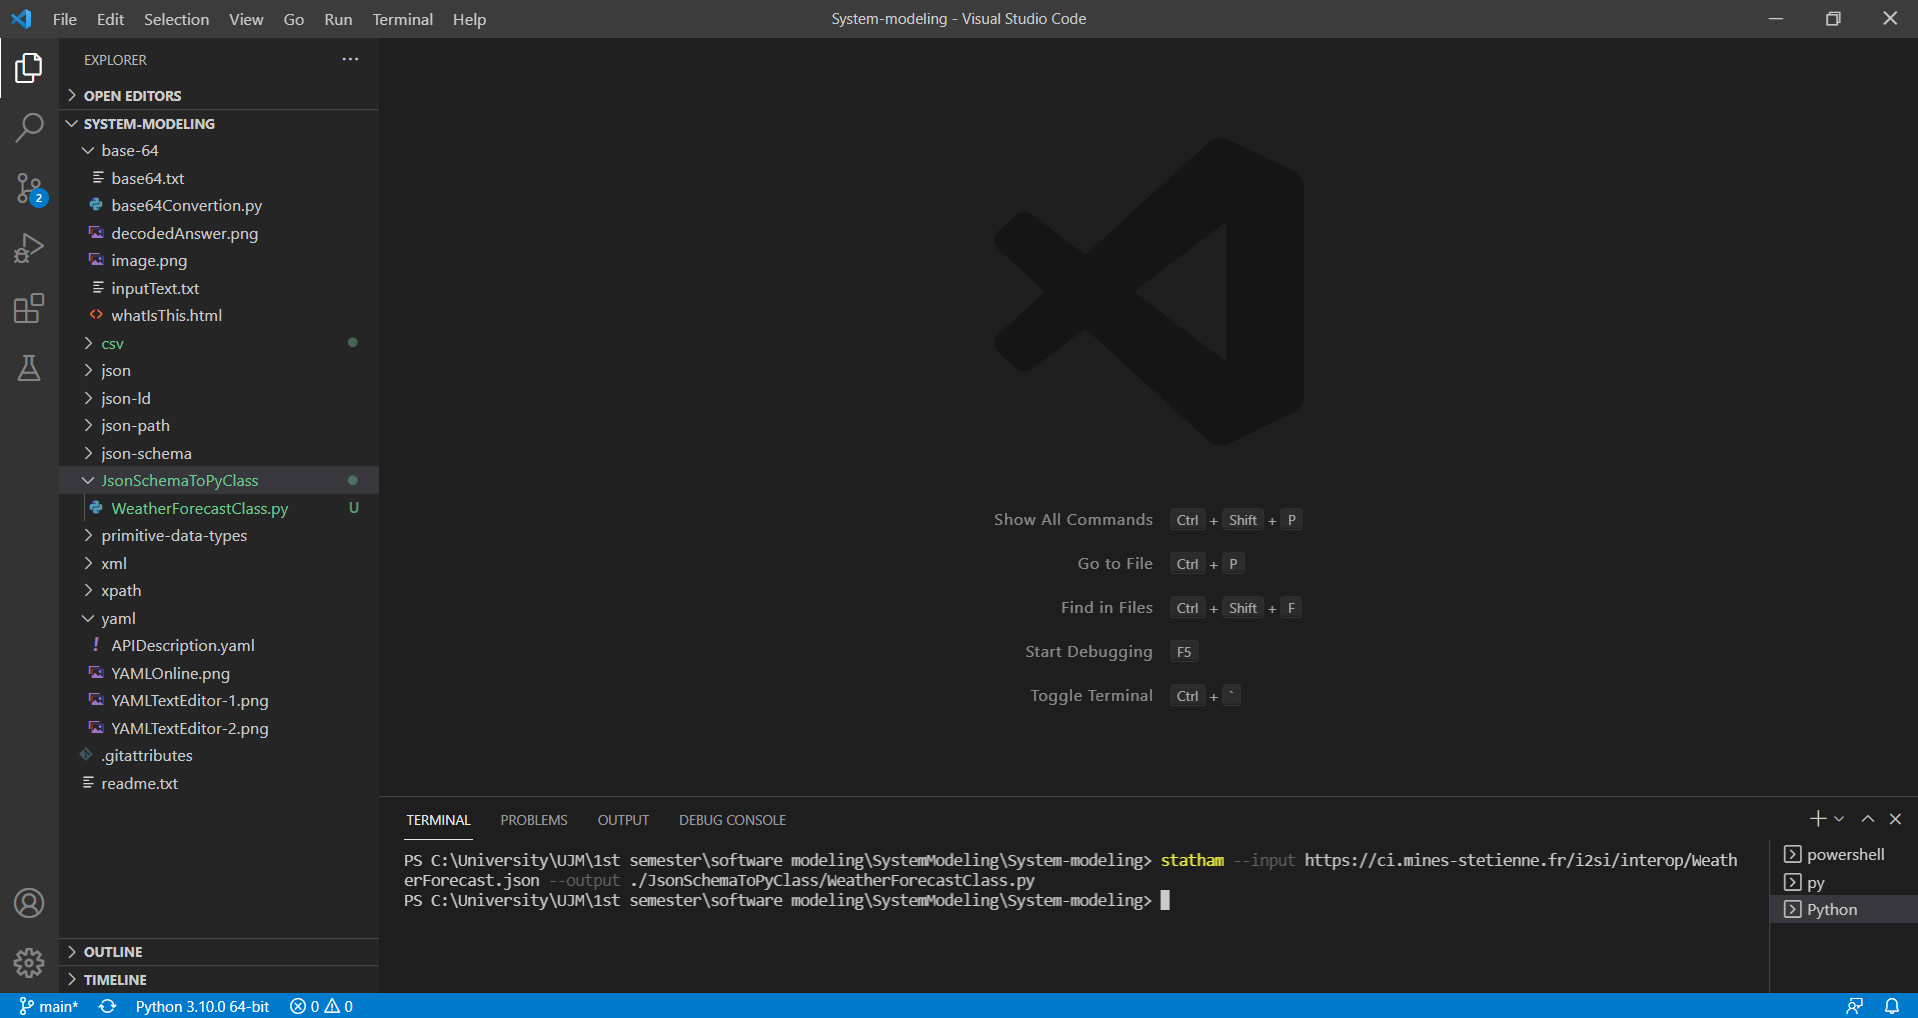 File Edit Selection View Go Run Terminal Help
System-modeling - Visual Studio Code
EXPLORER
OPEN EDITORS
SYSTEM-MODELING
base-64
base64.txt
base64Convertion.py
decodedAnswer.png
image.png
inputText.txt
whatIsThis.html
csv
json
json-ld
json-path
json-schema
JsonSchemaToPyClass
WeatherForecastClass.py U
primitive-data-types
xml
xpath
yaml
APIDescription.yaml
YAMLOnline.png
YAMLTextEditor-1.png
YAMLTextEditor-2.png
.gitattributes
readme.txt
OUTLINE
TIMELINE
2
Show All Commands Ctrl + Shift + P
Go to File Ctrl + P
Find in Files Ctrl + Shift + F
Start Debugging F5
Toggle Terminal Ctrl + `
TERMINAL PROBLEMS OUTPUT DEBUG CONSOLE
PS C:\University\UJM\1st semester\software modeling\SystemModeling\System-modeling> statham --input https://ci.mines-stetienne.fr/i2si/interop/Weath
erForecast.json --output ./JsonSchemaToPyClass/WeatherForecastClass.py
PS C:\University\UJM\1st semester\software modeling\SystemModeling\System-modeling>
powershell
py
Python
main* Python 3.10.0 64-bit 0 0